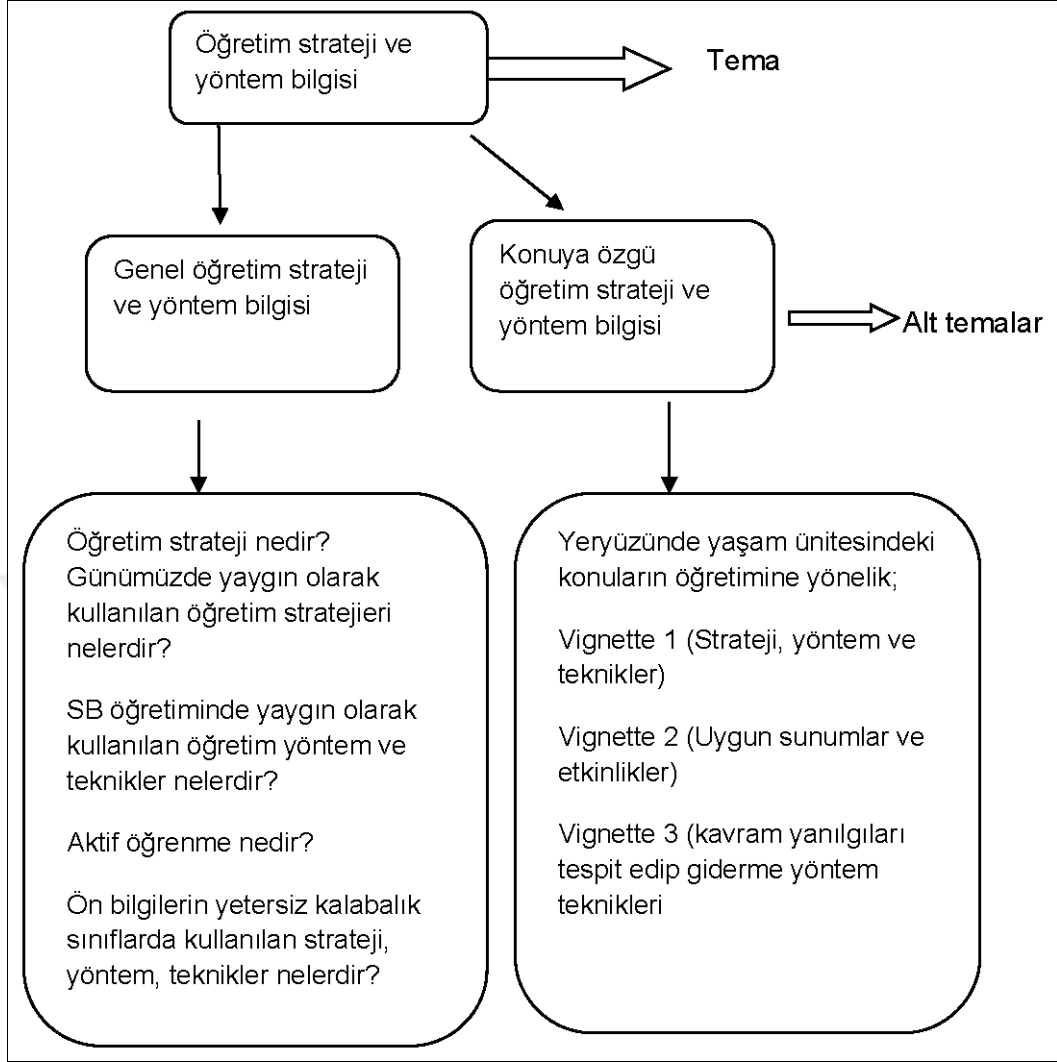 Öğretim strateji ve
yöntem bilgisi
Tema
Genel öğretim strateji
ve yöntem bilgisi
Konuya özgü
öğretim strateji ve
yöntem bilgisi
Alt temalar
Öğretim strateji nedir?
Günümüzde yaygın olarak
kullanılan öğretim stratejieri
nelerdir?
SB öğretiminde yaygın olarak
kullanılan öğretim yöntem ve
teknikler nelerdir?
Aktif öğrenme nedir?
Ön bilgilerin yetersiz kalabalık
sınıflarda kullanılan strateji,
yöntem, teknikler nelerdir?
Yeryüzünde yaşam ünitesindeki
konuların öğretimine yönelik;
Vignette 1 (Strateji, yöntem ve
teknikler)
Vignette 2 (Uygun sunumlar ve
etkinlikler)
Vignette 3 (kavram yanılgıları
tespit edip giderme yöntem
teknikleri